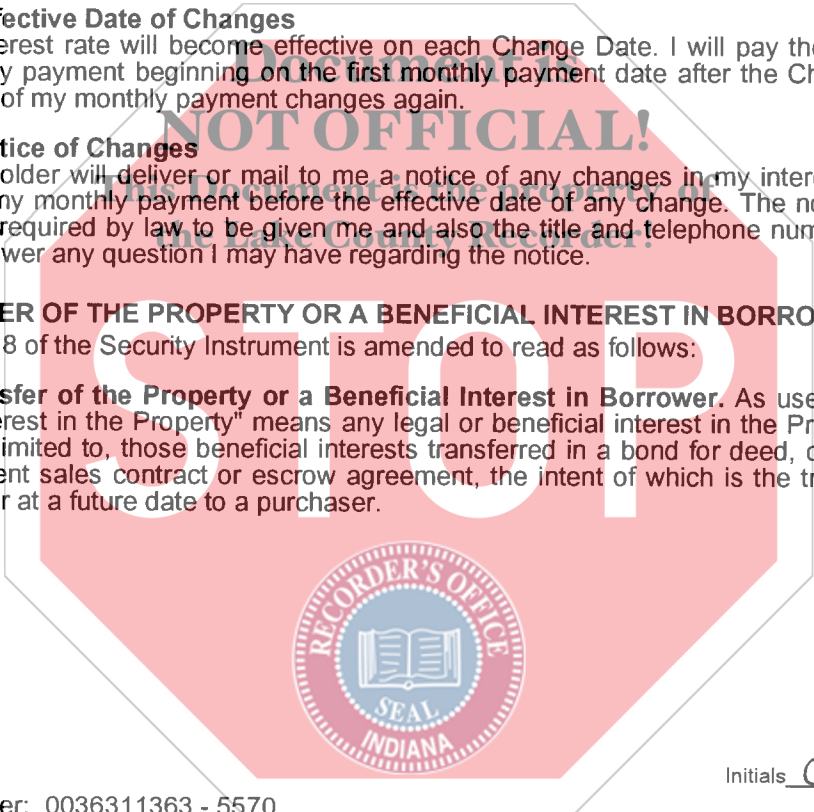 fective Date of Changes
erest rate will become effective on each Change Date. I will pay the
y payment beginning on the first monthly payment date after the Ch
of my monthly payment changes again.
Document is
NOT OFFICIAL!
This Document is the property of
the Lake County Recorder!
tice of Changes
older will deliver or mail to me a notice of any changes in my inter
ny monthly payment before the effective date of any change. The no
required by law to be given me and also the title and telephone num
wer any question I may have regarding the notice.
ER OF THE PROPERTY OR A BENEFICIAL INTEREST IN BORRO
8 of the Security Instrument is amended to read as follows:
sfer of the Property or a Beneficial Interest in Borrower. As use
erest in the Property" means any legal or beneficial interest in the Pr
imited to, those beneficial interests transferred in a bond for deed, c
ent sales contract or escrow agreement, the intent of which is the tr
r at a future date to a purchaser.
STOP
RECORDER'S OFFICE
SEAL
INDIANA
Initials
er: 0036311363 - 5570